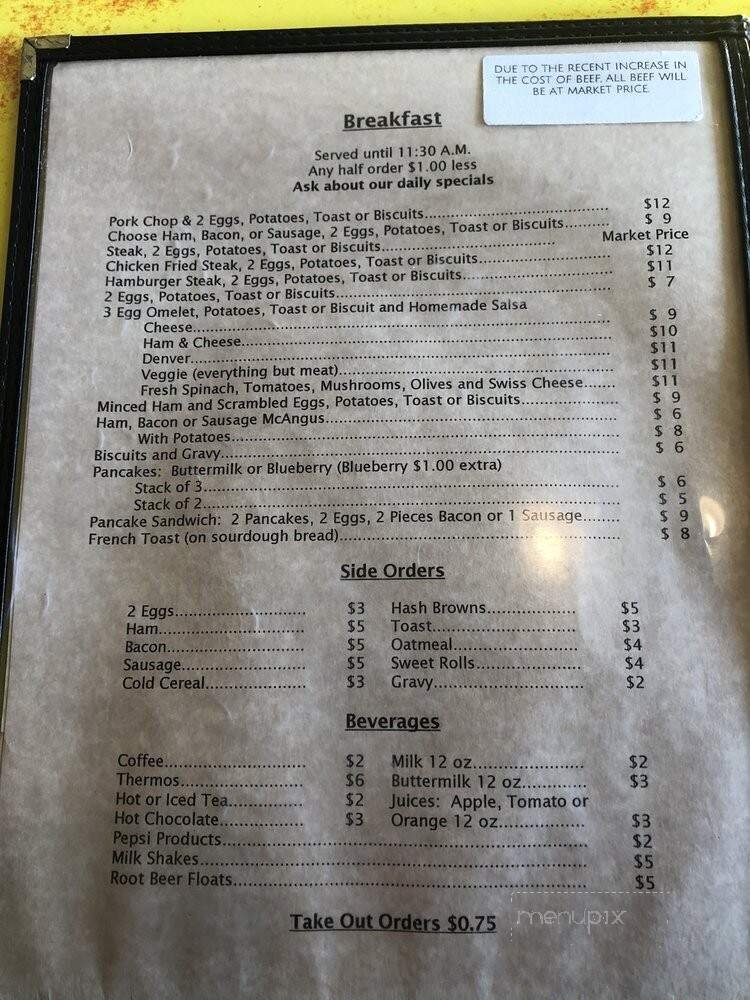 DUE TO THE RECENT INCREASE IN
THE COST OF BEEF, ALL BEEF WILL
BE AT MARKET PRICE.
Breakfast
Served until 11:30 A.M.
Any half order $1.00 less
Ask about our daily specials
Pork Chop & 2 Eggs, Potatoes, Toast or Biscuits................ $12
Choose Ham, Bacon, or Sausage, 2 Eggs, Potatoes, Toast or Biscuits.......... $ 9
Steak, 2 Eggs, Potatoes, Toast or Biscuits................ Market Price
Chicken Fried Steak, 2 Eggs, Potatoes, Toast or Biscuits................ $12
Hamburger Steak, 2 Eggs, Potatoes, Toast or Biscuits................ $11
2 Eggs, Potatoes, Toast or Biscuits................ $ 7
3 Egg Omelet, Potatoes, Toast or Biscuit and Homemade Salsa
Cheese................ $ 9
Ham & Cheese................ $10
Denver................ $11
Veggie (everything but meat)................ $11
Fresh Spinach, Tomatoes, Mushrooms, Olives and Swiss Cheese....... $11
Minced Ham and Scrambled Eggs, Potatoes, Toast or Biscuits................ $ 9
Ham, Bacon or Sausage McAngus................ $ 6
With Potatoes................ $ 8
Biscuits and Gravy................ $ 6
Pancakes: Buttermilk or Blueberry (Blueberry $1.00 extra)
Stack of 3................ $ 6
Stack of 2................ $ 5
Pancake Sandwich: 2 Pancakes, 2 Eggs, 2 Pieces Bacon or 1 Sausage........ $ 9
French Toast (on sourdough bread)................ $ 8
Side Orders
2 Eggs................ $3 Hash Browns................ $5
Ham................ $5 Toast................ $3
Bacon................ $5 Oatmeal................ $4
Sausage................ $5 Sweet Rolls................ $4
Cold Cereal................ $3 Gravy................ $2
Beverages
Coffee................ $2 Milk 12 oz................ $2
Thermos................ $6 Buttermilk 12 oz............. $3
Hot or Iced Tea............. $2 Juices: Apple, Tomato or
Hot Chocolate................ $3 Orange 12 oz................ $3
Pepsi Products................ $2
Milk Shakes................ $5
Root Beer Floats................ $5
Take Out Orders $0.75
menupix